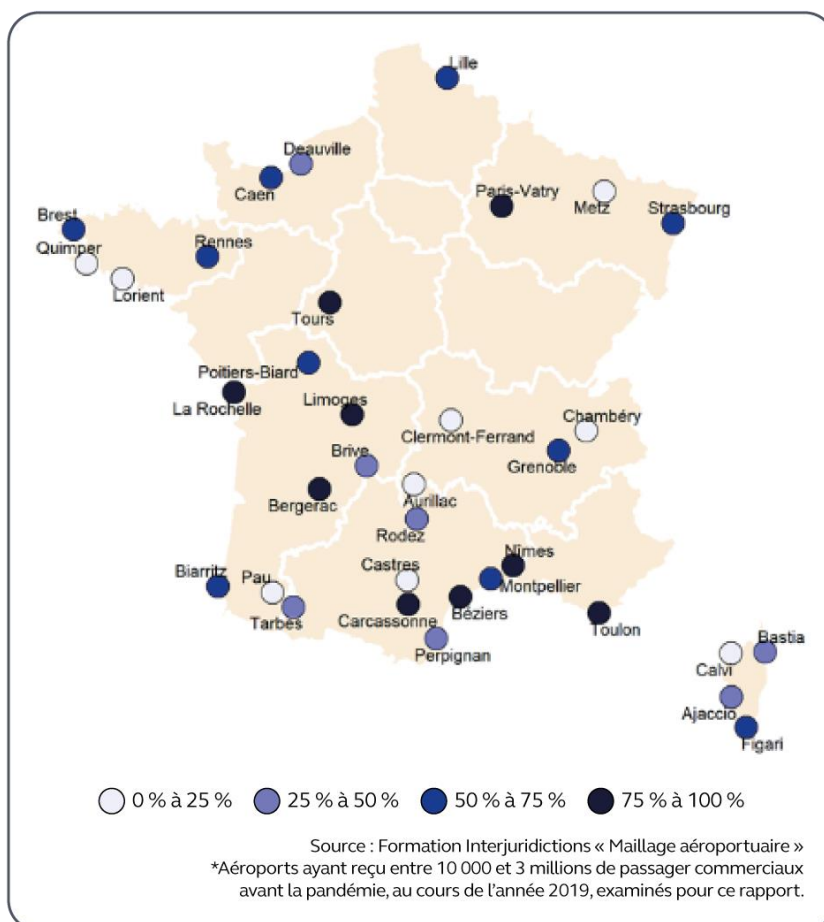 Lille
Deauville
Caen
Paris-Vatry
Metz
Strasbourg
Brest
Quimper
Rennes
Lorient
Tours
Poitiers-Biard
La Rochelle
Limoges
Clermont-Ferrand
Chambéry
Grenoble
Brive
Bergerac
Aurillac
Rodez
Nîmes
Castres
Biarritz
Pau
Montpellier
Tarbes
Carcassonne
Béziers
Toulon
Perpignan
Bastia
Calvi
Ajaccio
Figari
0 % à 25 % 25 % à 50 % 50 % à 75 % 75 % à 100 %
Source : Formation Interjuridictions « Maillage aéroportuaire »
*Aéroports ayant reçu entre 10 000 et 3 millions de passager commerciaux
avant la pandémie, au cours de l’année 2019, examinés pour ce rapport.